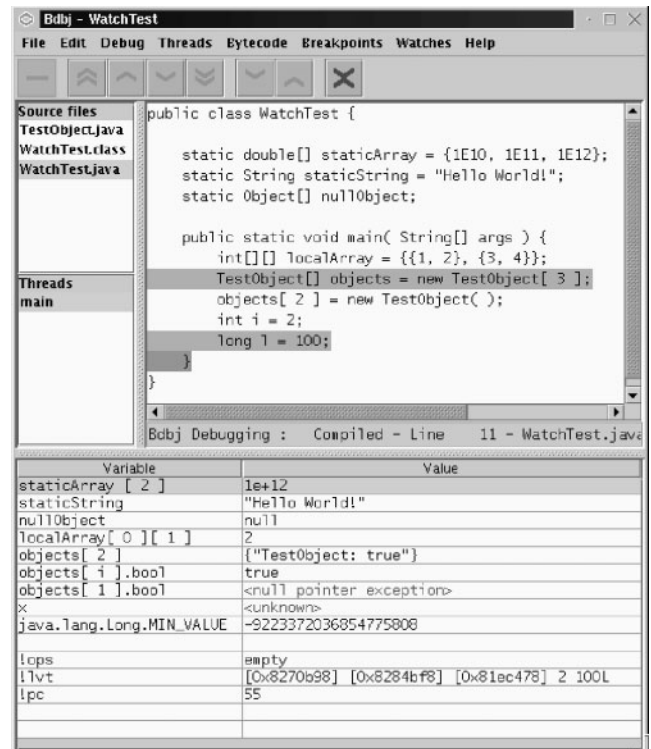 Bdbj - WatchTest
File Edit Debug Threads Bytecode Breakpoints Watches Help
Source files
TestObject.java
WatchTest.class
WatchTest.java
Threads
main
public class WatchTest {
static double[] staticArray = {1E10, 1E11, 1E12};
static String staticString = "Hello World!";
static Object[] nullObject;
public static void main( String[] args ) {
int[][] localArray = {{1, 2}, {3, 4}};
TestObject[] objects = new TestObject[ 3 ];
objects[ 2 ] = new TestObject( );
int i = 2;
long l = 100;
}
}
Bdbj Debugging : Compiled - Line 11 - WatchTest.java
Variable Value
staticArray [ 2 ] 1e+12
staticString "Hello World!"
nullObject null
localArray[ 0 ][ 1 ] 2
objects[ 2 ] {"TestObject: true"}
objects[ i ].bool true
objects[ 1 ].bool <null pointer exception>
x <unknown>
java.lang.Long.MIN_VALUE -9223372036854775808
!ops empty
!lvt [0x8270b98] [0x8284bf8] [0x81ec478] 2 100L
!pc 55